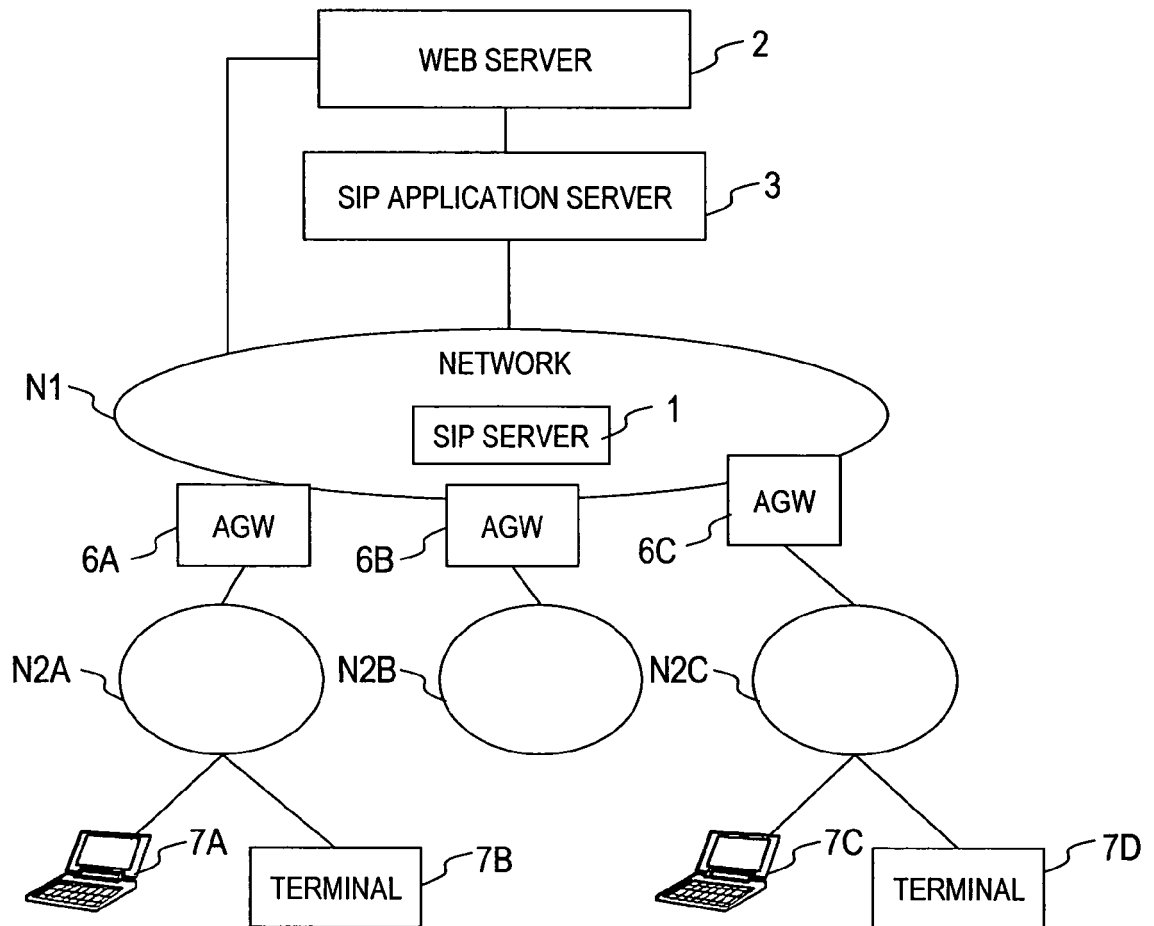 WEB SERVER
2
SIP APPLICATION SERVER
3
NETWORK
N1
1
SIP SERVER
AGW
AGW
AGW
6A
6B
6C
N2A
N2B
N2C
7A
7B
TERMINAL
7C
7D
TERMINAL